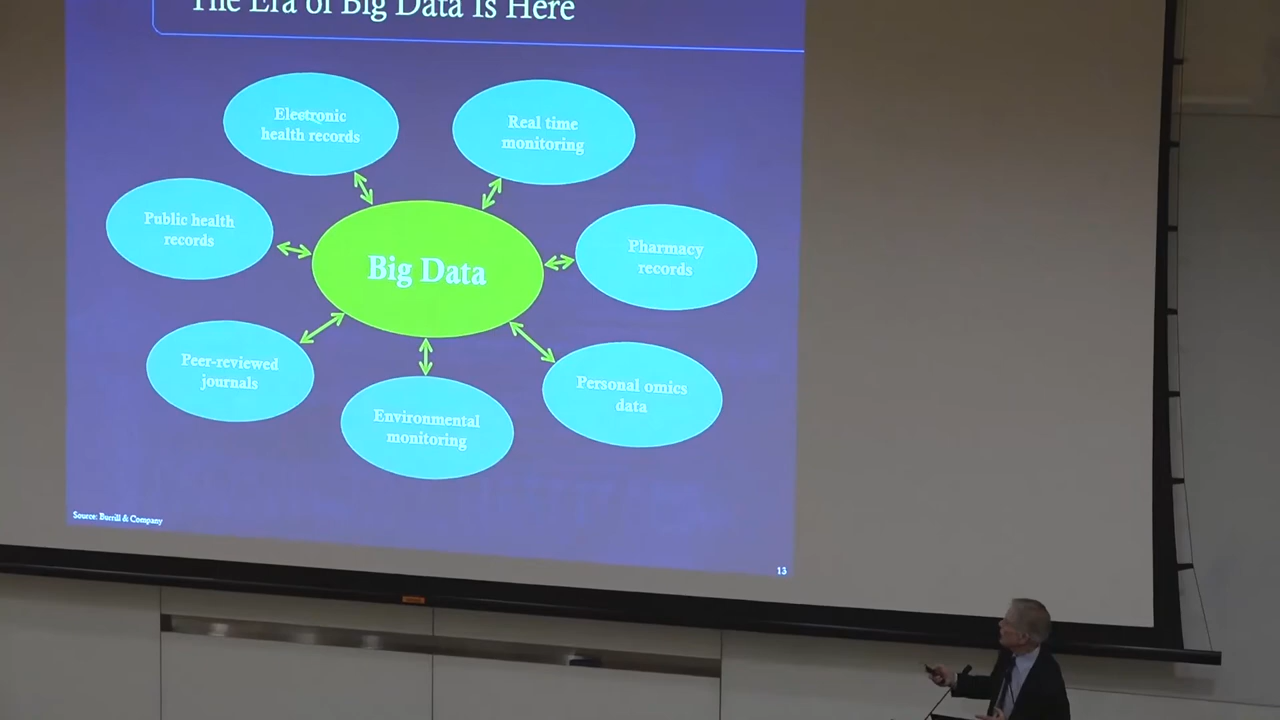 The Era of Big Data Is Here
Electronic
health records
Real time
monitoring
Public health
records
Big Data
Pharmacy
records
Peer-reviewed
journals
Personal omics
data
Environmental
monitoring
Source: Burrill & Company
13